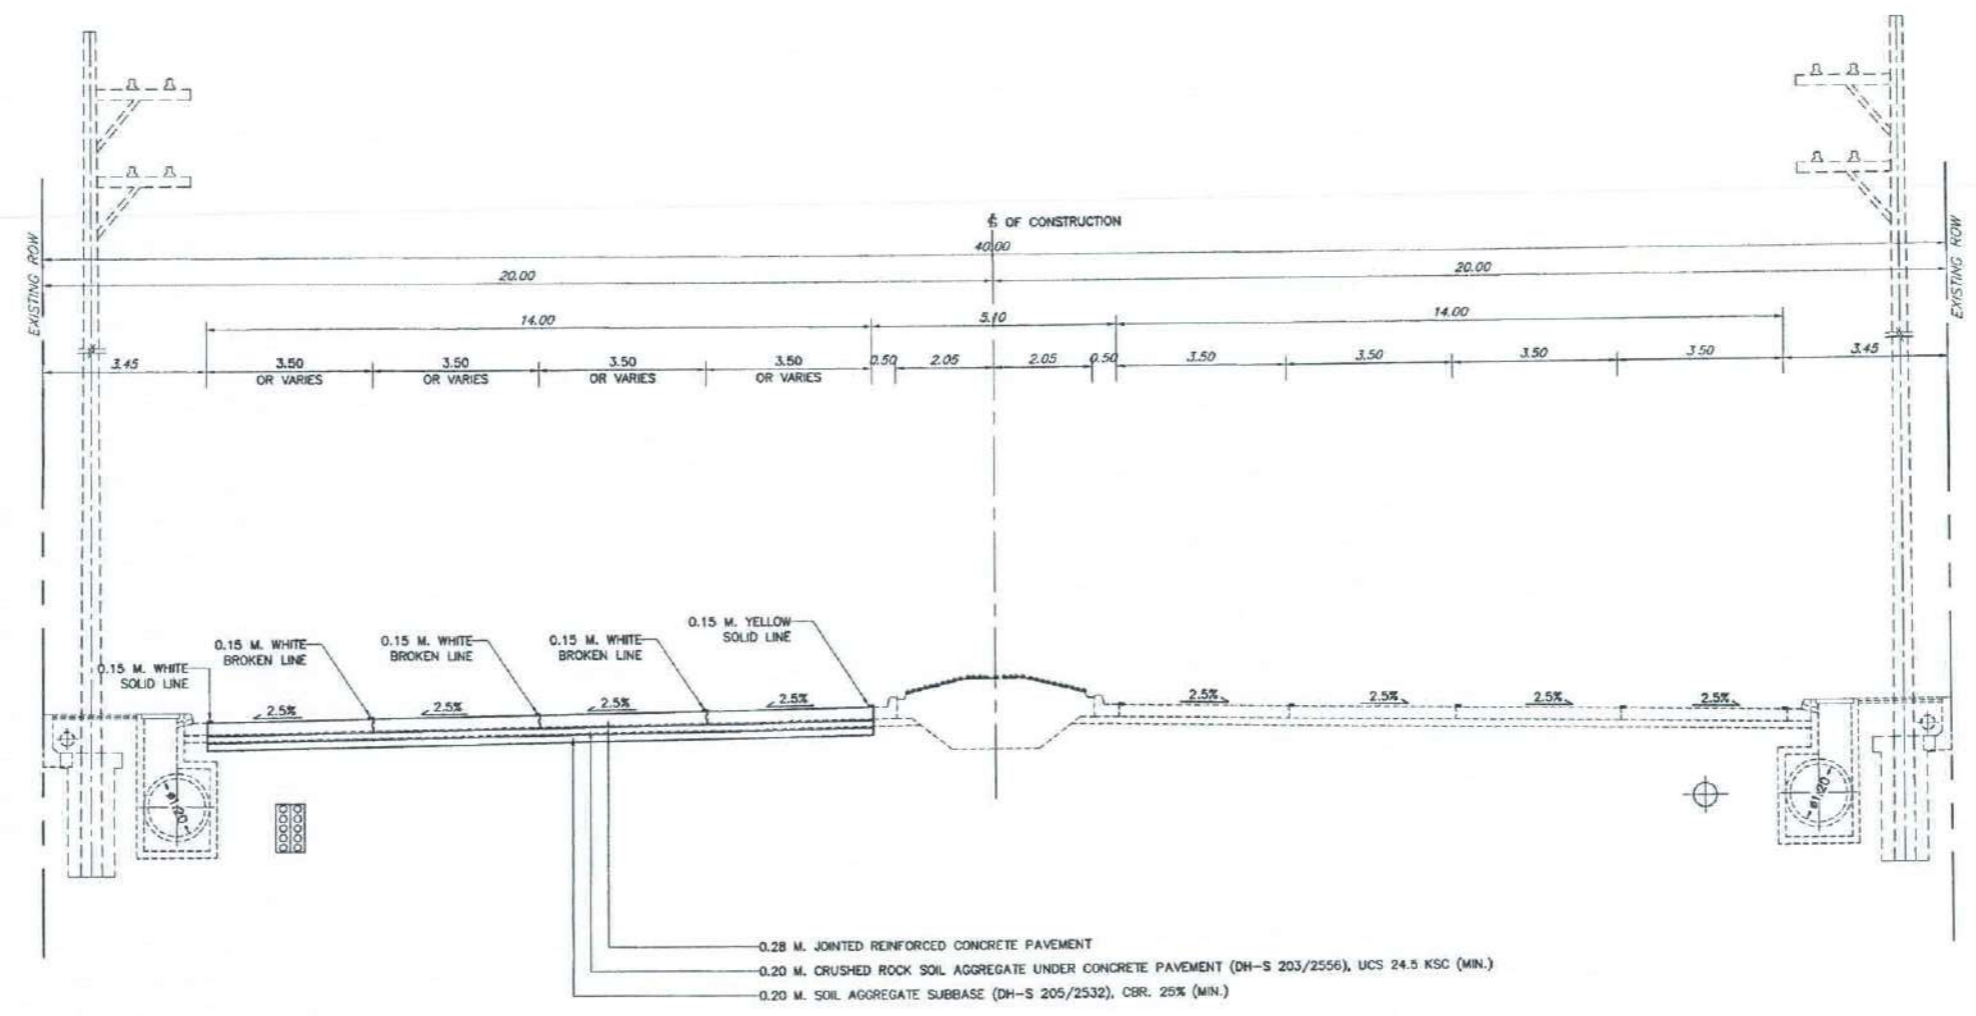 ℄ OF CONSTRUCTION
40.00
20.00
20.00
EXISTING ROW
EXISTING ROW
14.00
5.10
14.00
3.45
3.50
OR VARIES
3.50
OR VARIES
3.50
OR VARIES
3.50
OR VARIES
0.50
2.05
2.05
0.50
3.50
3.50
3.50
3.50
3.45
0.15 M. WHITE
SOLID LINE
0.15 M. WHITE
BROKEN LINE
0.15 M. WHITE
BROKEN LINE
0.15 M. WHITE
BROKEN LINE
0.15 M. YELLOW
SOLID LINE
2.5%
2.5%
2.5%
2.5%
2.5%
2.5%
2.5%
2.5%
ø1.20
ø1.20
0.28 M. JOINTED REINFORCED CONCRETE PAVEMENT
0.20 M. CRUSHED ROCK SOIL AGGREGATE UNDER CONCRETE PAVEMENT (DH-S 203/2556), UCS 24.5 KSC (MIN.)
0.20 M. SOIL AGGREGATE SUBBASE (DH-S 205/2532), CBR. 25% (MIN.)